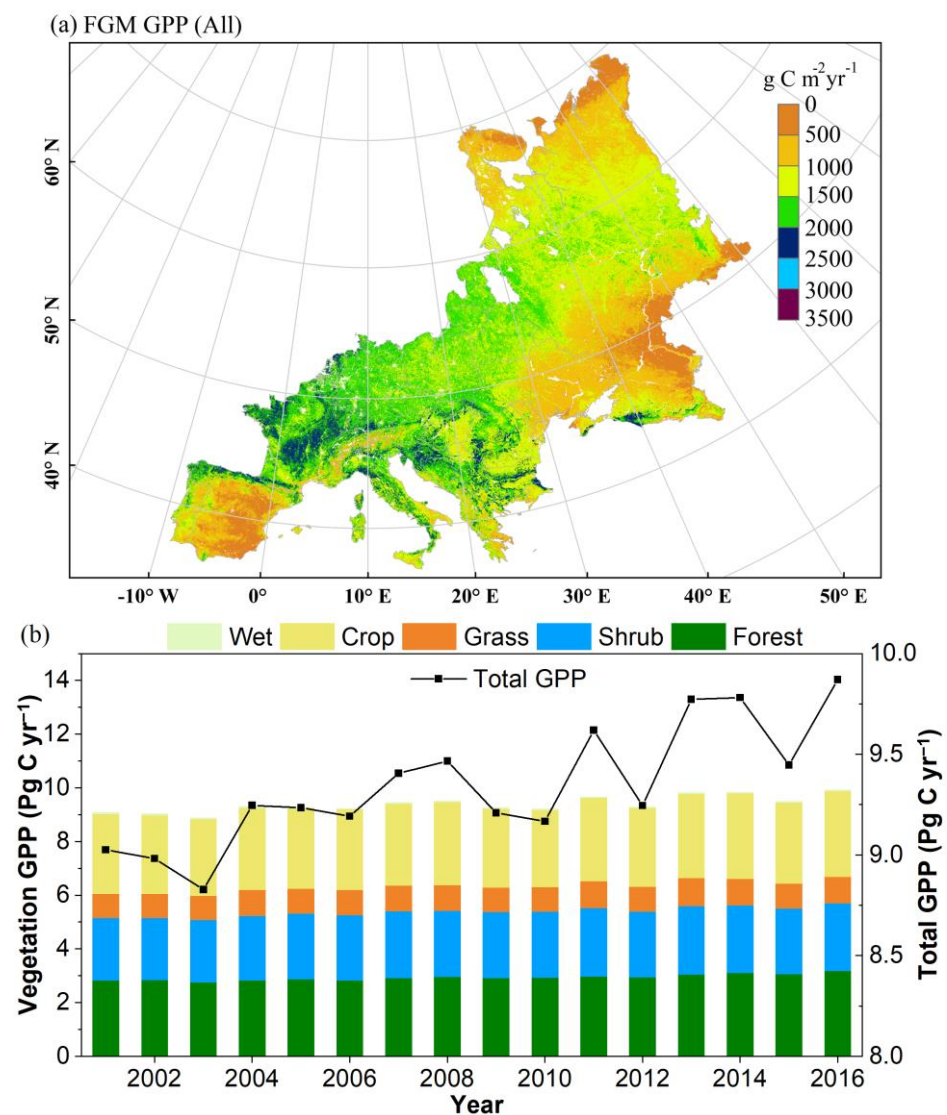 (a) FGM GPP (All)
g C m⁻²yr⁻¹
0
500
1000
1500
2000
2500
3000
3500
60° N
50° N
40° N
-10° W 0° 10° E 20° E 30° E 40° E 50° E
(b)
Wet Crop Grass Shrub Forest
Total GPP
Vegetation GPP (Pg C yr⁻¹)
14
12
10
8
6
4
2
0
Total GPP (Pg C yr⁻¹)
10.0
9.5
9.0
8.5
8.0
2002 2004 2006 2008 2010 2012 2014 2016
Year